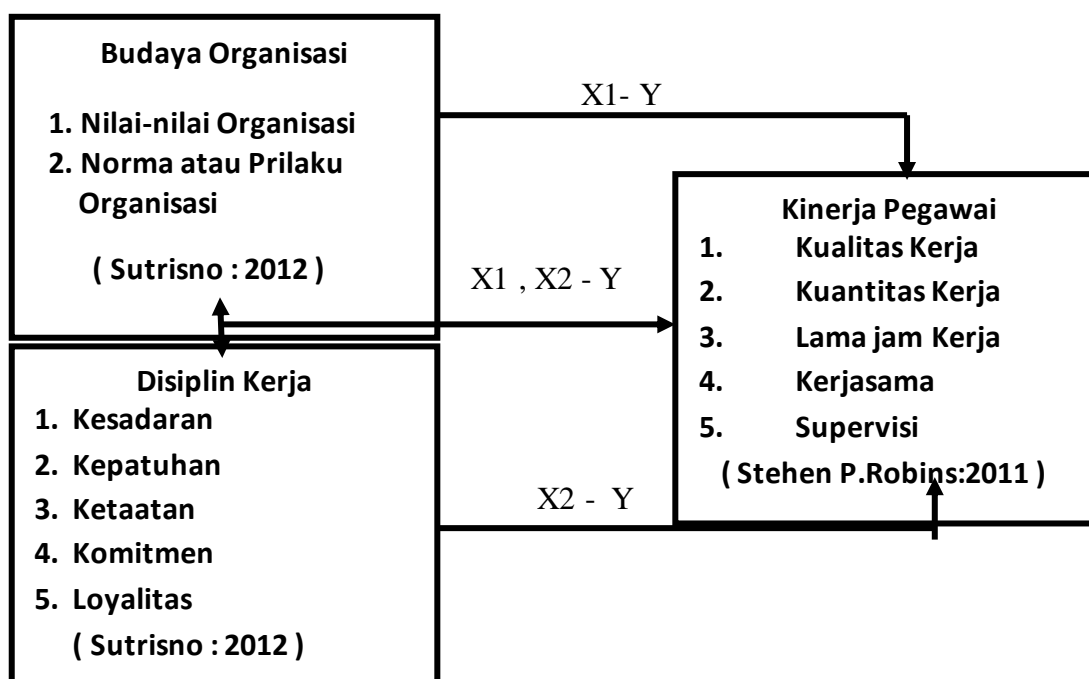 Budaya Organisasi
1. Nilai-nilai Organisasi
2. Norma atau Prilaku
Organisasi
( Sutrisno : 2012 )
X1- Y
X1 , X2 - Y
Kinerja Pegawai
1. Kualitas Kerja
2. Kuantitas Kerja
3. Lama jam Kerja
4. Kerjasama
5. Supervisi
( Stehen P.Robins:2011 )
Disiplin Kerja
1. Kesadaran
2. Kepatuhan
3. Ketaatan
4. Komitmen
5. Loyalitas
( Sutrisno : 2012 )
X2 - Y